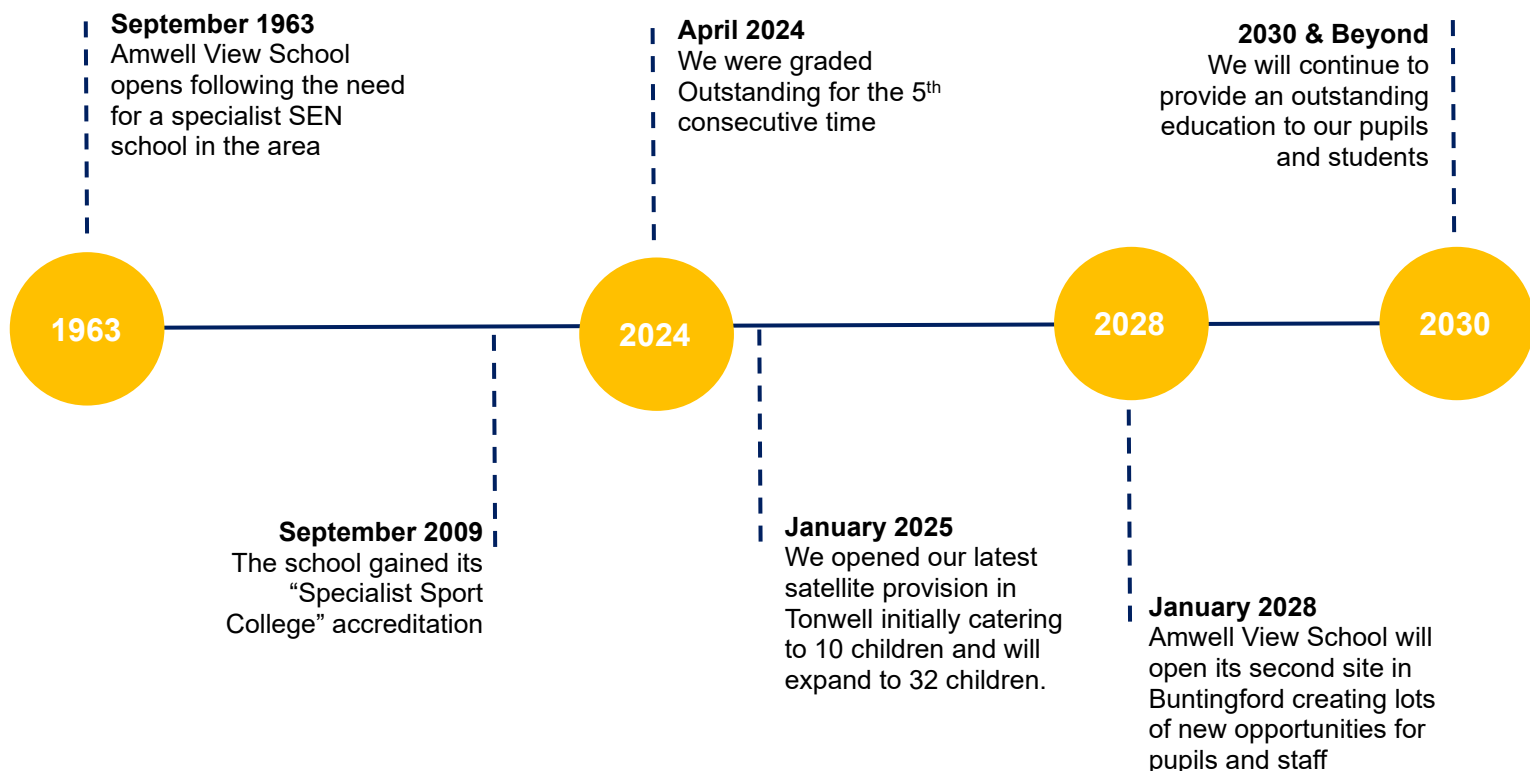 September 1963
Amwell View School
opens following the need
for a specialist SEN
school in the area
April 2024
We were graded
Outstanding for the 5th
consecutive time
2030 & Beyond
We will continue to
provide an outstanding
education to our pupils
and students
1963
2024
2028
2030
September 2009
The school gained its
“Specialist Sport
College” accreditation
January 2025
We opened our latest
satellite provision in
Tonwell initially catering
to 10 children and will
expand to 32 children.
January 2028
Amwell View School will
open its second site in
Buntingford creating lots
of new opportunities for
pupils and staff